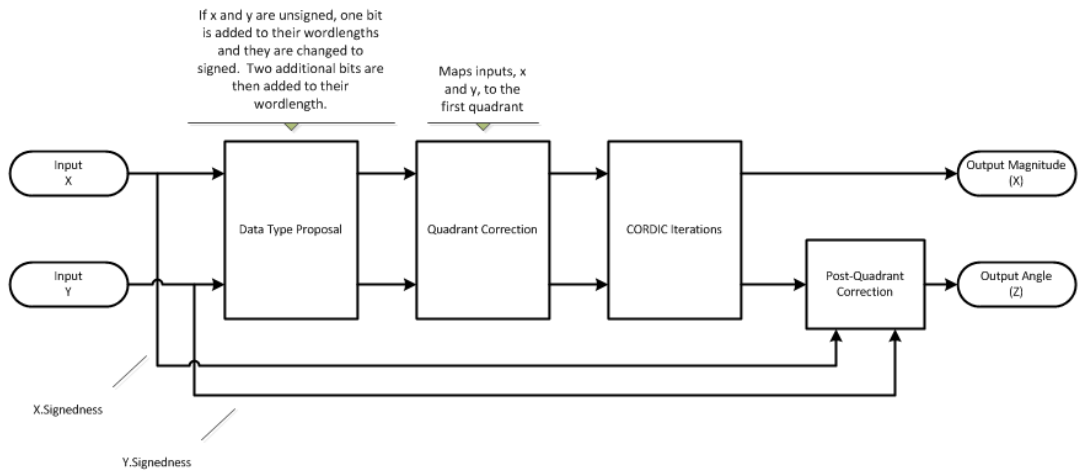 If x and y are unsigned, one bit
is added to their wordlengths
and they are changed to
signed. Two additional bits are
then added to their
wordlength.
Maps inputs, x
and y, to the
first quadrant
Input
X
Output Magnitude
(X)
Data Type Proposal
Quadrant Correction
CORDIC Iterations
Input
Y
Post-Quadrant
Correction
Output Angle
(Z)
X.Signedness
Y.Signedness